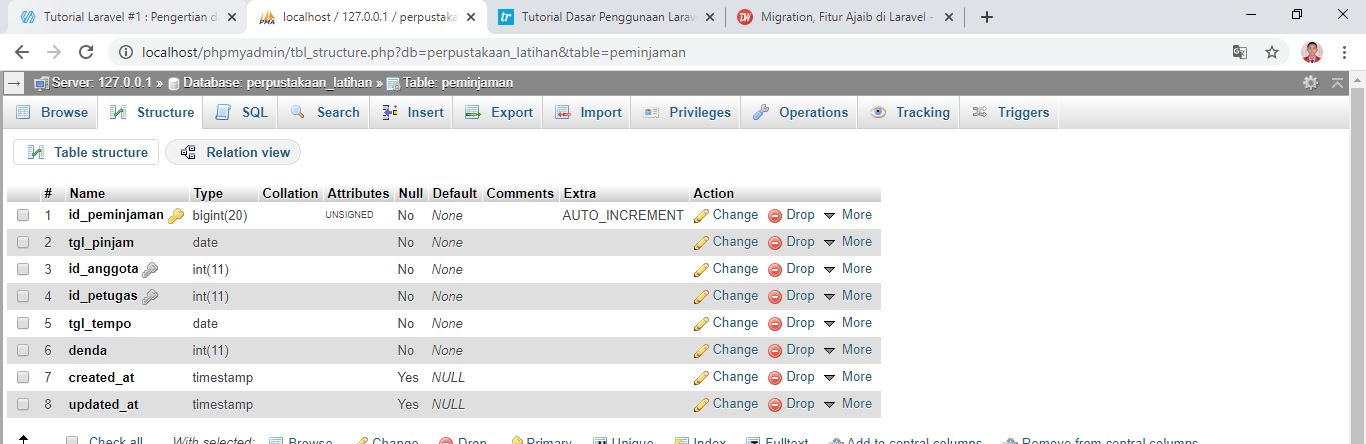 Tutorial Laravel #1 : Pengertian d
localhost / 127.0.0.1 / perpustaka
Tutorial Dasar Penggunaan Larav
Migration, Fitur Ajaib di Laravel -
localhost/phpmyadmin/tbl_structure.php?db=perpustakaan_latihan&table=peminjaman
Server: 127.0.0.1 » Database: perpustakaan_latihan » Table: peminjaman
Browse Structure SQL Search Insert Export Import Privileges Operations Tracking Triggers
Table structure Relation view
# Name Type Collation Attributes Null Default Comments Extra Action
1 id_peminjaman bigint(20) UNSIGNED No None AUTO_INCREMENT Change Drop More
2 tgl_pinjam date No None Change Drop More
3 id_anggota int(11) No None Change Drop More
4 id_petugas int(11) No None Change Drop More
5 tgl_tempo date No None Change Drop More
6 denda int(11) No None Change Drop More
7 created_at timestamp Yes NULL Change Drop More
8 updated_at timestamp Yes NULL Change Drop More
Check all With selected: Browse Change Drop Primary Unique Index Fulltext Add to central columns Remove from central columns